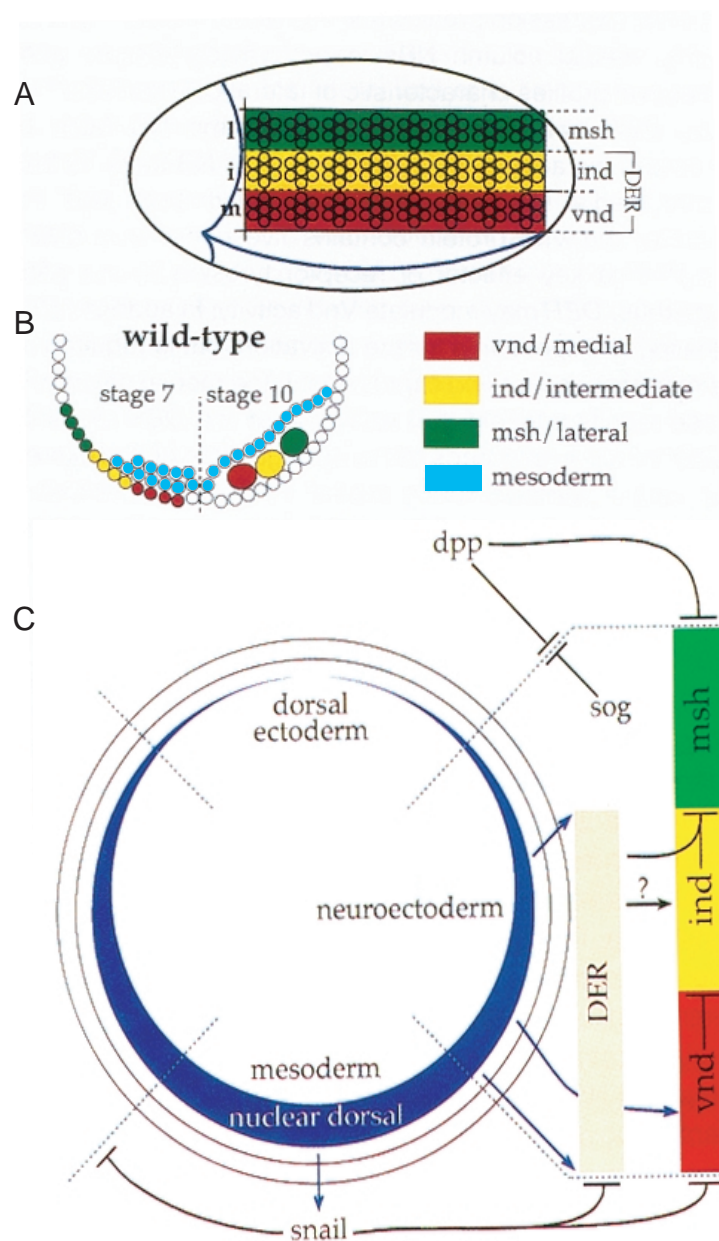 A
l
msh
i
ind
DER
m
vnd
B
wild-type
stage 7
stage 10
vnd/medial
ind/intermediate
msh/lateral
mesoderm
C
dpp
sog
dorsal
ectoderm
msh
neuroectoderm
?
ind
DER
vnd
mesoderm
nuclear dorsal
snail